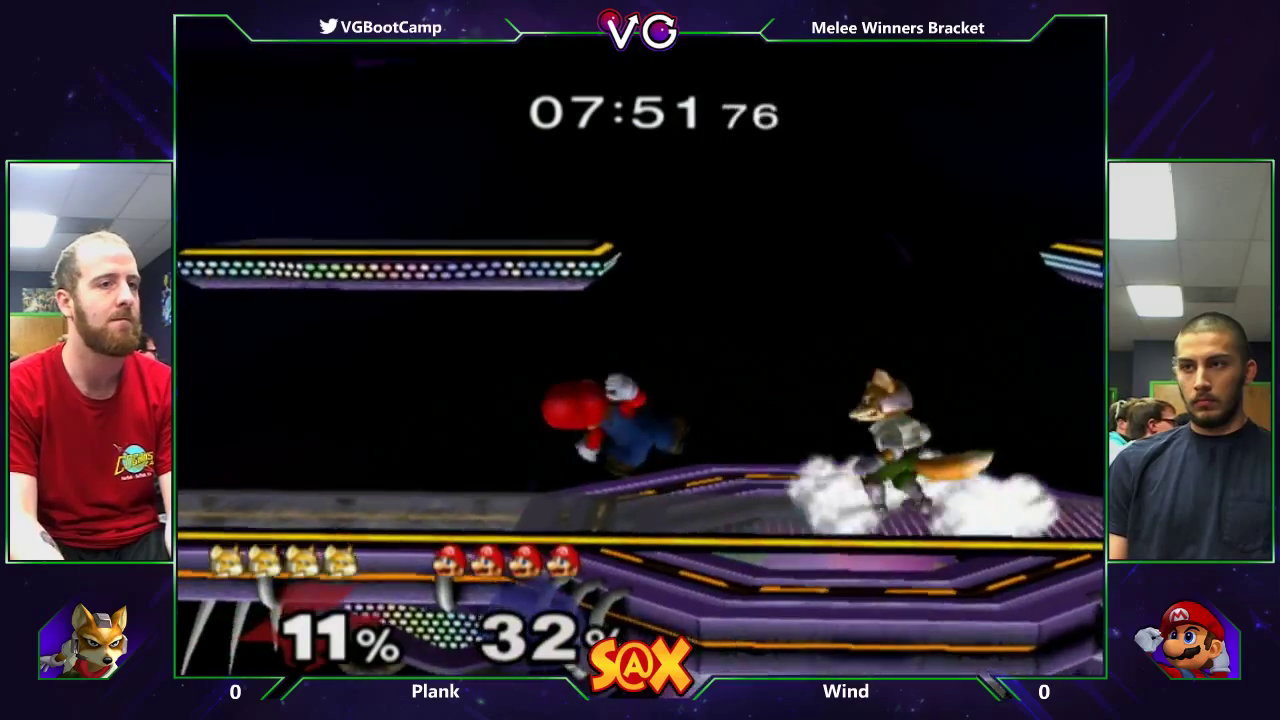 VGBootCamp
VG
Melee Winners Bracket
07:51 76
11%
32%
S@X
0
Plank
Wind
0